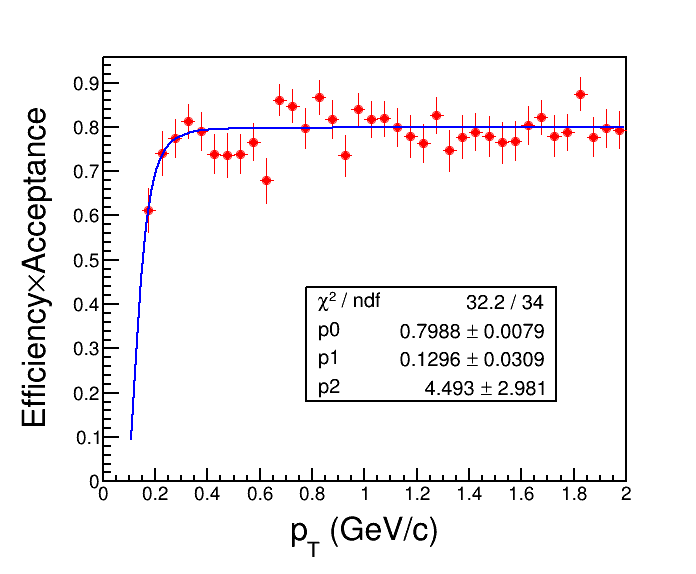 Efficiency×Acceptance
0.9
0.8
0.7
0.6
0.5
0.4
0.3
0.2
0.1
0
χ² / ndf 32.2 / 34
p0 0.7988 ± 0.0079
p1 0.1296 ± 0.0309
p2 4.493 ± 2.981
0 0.2 0.4 0.6 0.8 1 1.2 1.4 1.6 1.8 2
p_T (GeV/c)